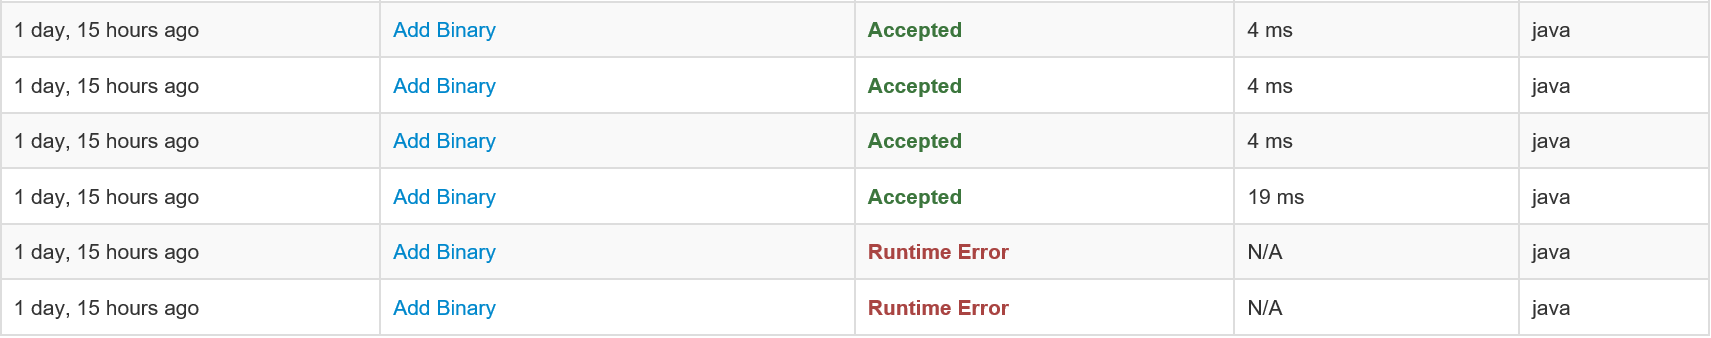 1 day, 15 hours ago Add Binary Accepted 4 ms java
1 day, 15 hours ago Add Binary Accepted 4 ms java
1 day, 15 hours ago Add Binary Accepted 4 ms java
1 day, 15 hours ago Add Binary Accepted 19 ms java
1 day, 15 hours ago Add Binary Runtime Error N/A java
1 day, 15 hours ago Add Binary Runtime Error N/A java